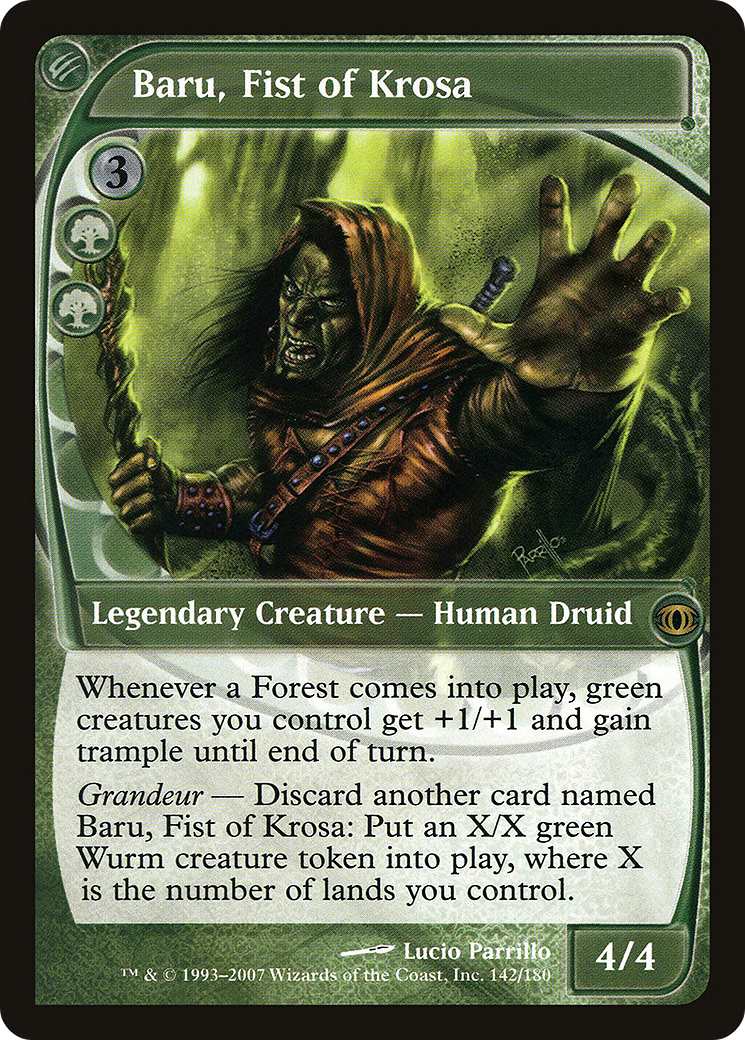 Baru, Fist of Krosa
3
Legendary Creature — Human Druid
Whenever a Forest comes into play, green
creatures you control get +1/+1 and gain
trample until end of turn.
Grandeur — Discard another card named
Baru, Fist of Krosa: Put an X/X green
Wurm creature token into play, where X
is the number of lands you control.
Lucio Parrillo
™ & © 1993–2007 Wizards of the Coast, Inc. 142/180
4/4